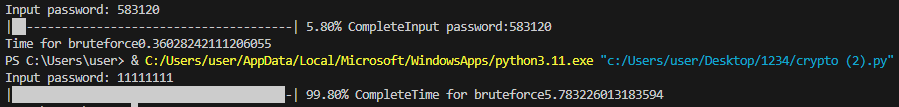 Input password: 583120
|██-------------------------------------| 5.80% CompleteInput password:583120
Time for bruteforce0.36028242111206055
PS C:\Users\user> & C:/Users/user/AppData/Local/Microsoft/WindowsApps/python3.11.exe "c:/Users/user/Desktop/1234/crypto (2).py"
Input password: 11111111
|███████████████████████████████████████-| 99.80% CompleteTime for bruteforce5.783226013183594